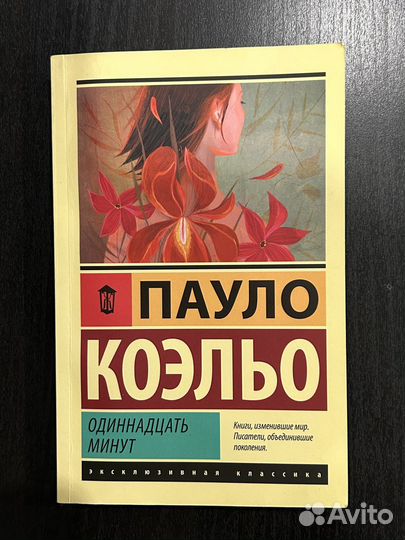 ПАУЛО
КОЭЛЬО
ОДИННАДЦАТЬ
МИНУТ
Книги, изменившие мир.
Писатели, объединившие
поколения.
эксклюзивная классика
Avito